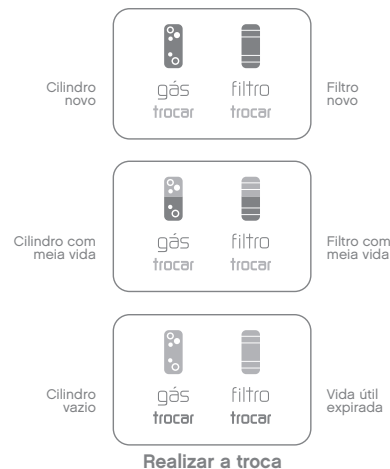 Cilindro
novo
gás filtro
trocar trocar
Filtro
novo
Cilindro com
meia vida
gás filtro
trocar trocar
Filtro com
meia vida
Cilindro
vazio
gás filtro
trocar trocar
Vida útil
expirada
Realizar a troca